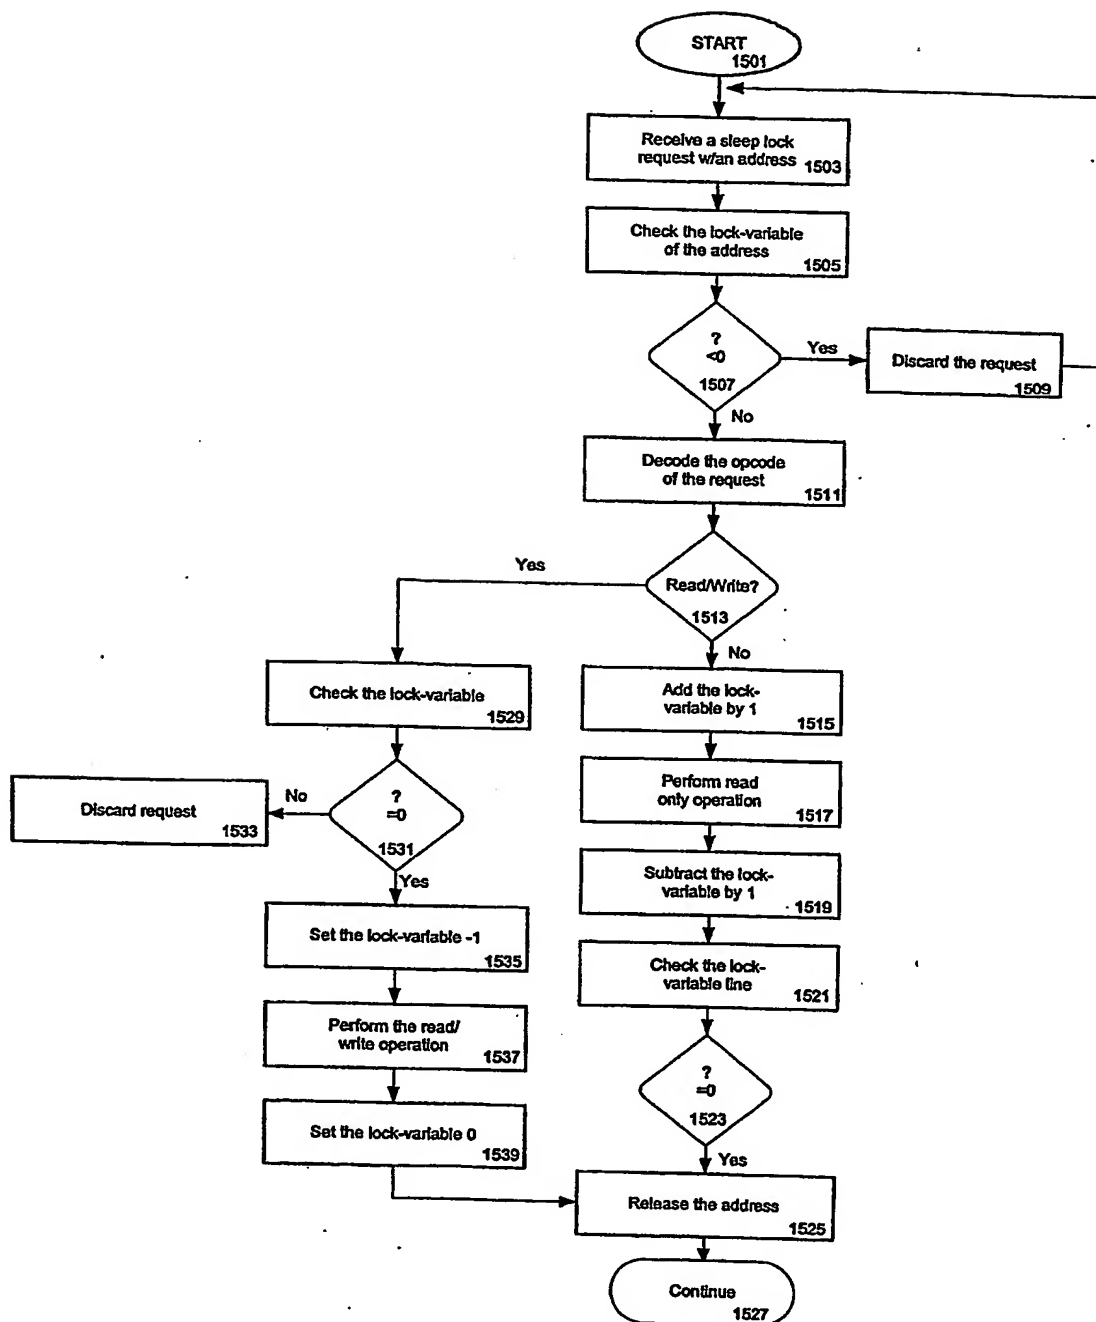 START
1501
Receive a sleep lock
request w/an address
1503
Check the lock-variable
of the address
1505
?
<0
1507
Yes
Discard the request
1509
No
Decode the opcode
of the request
1511
Yes
Read/Write?
1513
No
Check the lock-variable
1529
Add the lock-
variable by 1
1515
Perform read
only operation
1517
Discard request
1533
No
?
=0
1531
Yes
Subtract the lock-
variable by 1
1519
Set the lock-variable -1
1535
Check the lock-
variable line
1521
Perform the read/
write operation
1537
?
=0
1523
Set the lock-variable 0
1539
Yes
Release the address
1525
Continue
1527